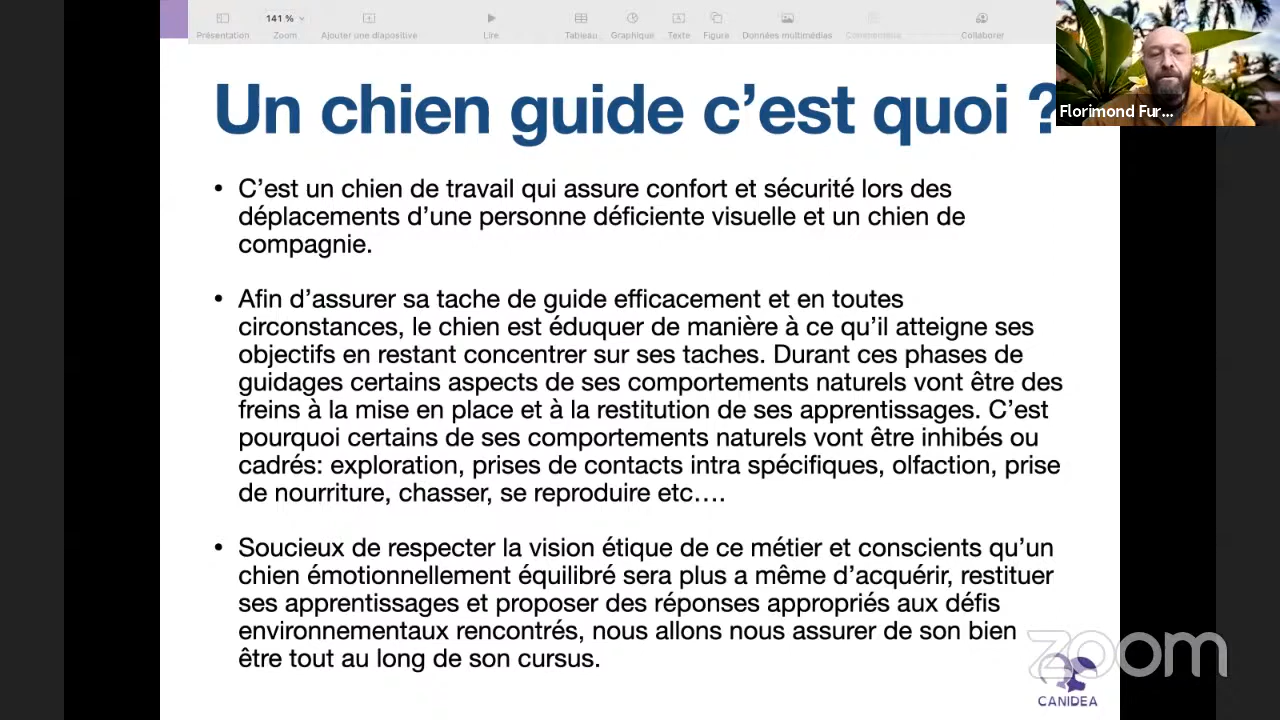 141 %
Présentation
Zoom
Ajouter une diapositive
Lire
Tableau
Graphique
Texte
Figure
Données multimédias
Commentaire
Collaborer
Florimond Fur...
Un chien guide c’est quoi ?
• C’est un chien de travail qui assure confort et sécurité lors des
déplacements d’une personne déficiente visuelle et un chien de
compagnie.
• Afin d’assurer sa tache de guide efficacement et en toutes
circonstances, le chien est éduquer de manière à ce qu’il atteigne ses
objectifs en restant concentrer sur ses taches. Durant ces phases de
guidages certains aspects de ses comportements naturels vont être des
freins à la mise en place et à la restitution de ses apprentissages. C’est
pourquoi certains de ses comportements naturels vont être inhibés ou
cadrés: exploration, prises de contacts intra spécifiques, olfaction, prise
de nourriture, chasser, se reproduire etc….
• Soucieux de respecter la vision étique de ce métier et conscients qu’un
chien émotionnellement équilibré sera plus a même d’acquérir, restituer
ses apprentissages et proposer des réponses appropriés aux défis
environnementaux rencontrés, nous allons nous assurer de son bien
être tout au long de son cursus.
zoom
CANIDEA